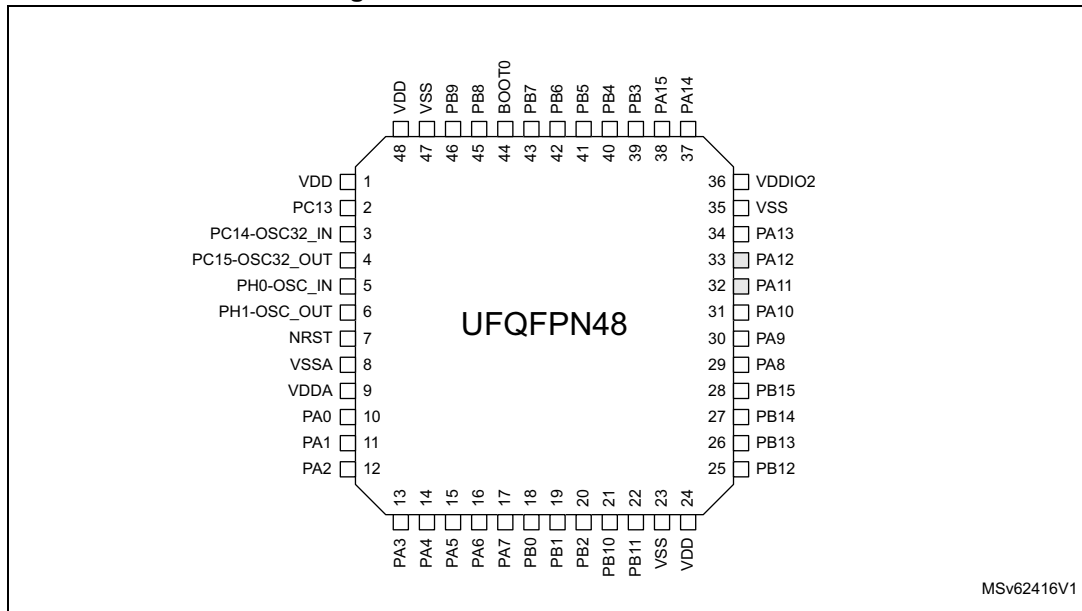 VDD
VSS
PB9
PB8
BOOT0
PB7
PB6
PB5
PB4
PB3
PA15
PA14
48
47
46
45
44
43
42
41
40
39
38
37
VDD 1
PC13 2
PC14-OSC32_IN 3
PC15-OSC32_OUT 4
PH0-OSC_IN 5
PH1-OSC_OUT 6
NRST 7
VSSA 8
VDDA 9
PA0 10
PA1 11
PA2 12
UFQFPN48
36 VDDIO2
35 VSS
34 PA13
33 PA12
32 PA11
31 PA10
30 PA9
29 PA8
28 PB15
27 PB14
26 PB13
25 PB12
13
14
15
16
17
18
19
20
21
22
23
24
PA3
PA4
PA5
PA6
PA7
PB0
PB1
PB2
PB10
PB11
VSS
VDD
MSv62416V1